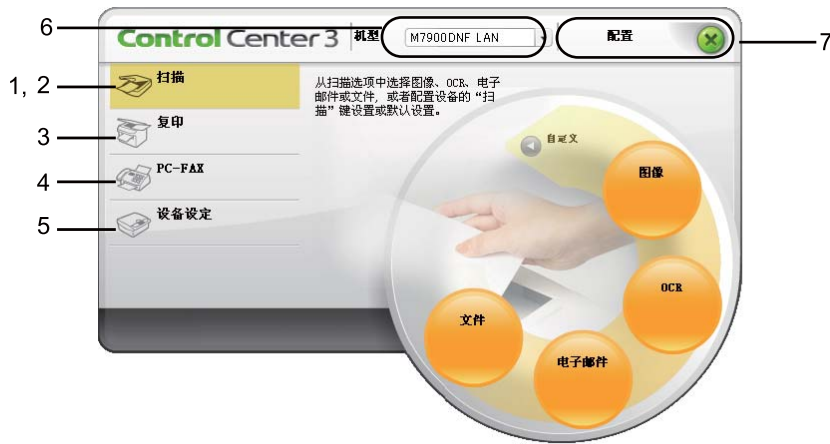 6
Control Center 3
机型
M7900DNF LAN
配置
7
1, 2
扫描
3
复印
4
PC-FAX
5
设备设定
从扫描选项中选择图像、OCR、电子
邮件或文件，或者配置设备的“扫
描”键设置或默认设置。
自定义
图像
OCR
电子邮件
文件